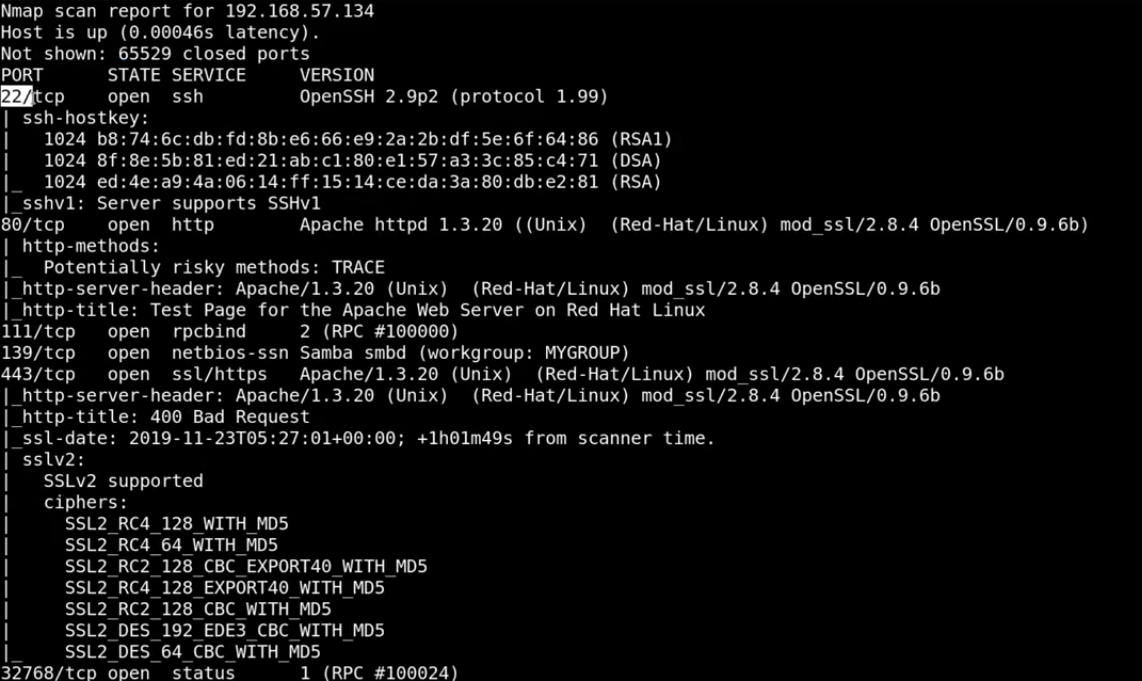 Nmap scan report for 192.168.57.134
Host is up (0.00046s latency).
Not shown: 65529 closed ports
PORT      STATE SERVICE     VERSION
22/tcp    open  ssh         OpenSSH 2.9p2 (protocol 1.99)
| ssh-hostkey:
|   1024 b8:74:6c:db:fd:8b:e6:66:e9:2a:2b:df:5e:6f:64:86 (RSA1)
|   1024 8f:8e:5b:81:ed:21:ab:c1:80:e1:57:a3:3c:85:c4:71 (DSA)
|_  1024 ed:4e:a9:4a:06:14:ff:15:14:ce:da:3a:80:db:e2:81 (RSA)
|_sshv1: Server supports SSHv1
80/tcp    open  http        Apache httpd 1.3.20 ((Unix)  (Red-Hat/Linux) mod_ssl/2.8.4 OpenSSL/0.9.6b)
| http-methods:
|_  Potentially risky methods: TRACE
|_http-server-header: Apache/1.3.20 (Unix)  (Red-Hat/Linux) mod_ssl/2.8.4 OpenSSL/0.9.6b
|_http-title: Test Page for the Apache Web Server on Red Hat Linux
111/tcp   open  rpcbind     2 (RPC #100000)
139/tcp   open  netbios-ssn Samba smbd (workgroup: MYGROUP)
443/tcp   open  ssl/https   Apache/1.3.20 (Unix)  (Red-Hat/Linux) mod_ssl/2.8.4 OpenSSL/0.9.6b
|_http-server-header: Apache/1.3.20 (Unix)  (Red-Hat/Linux) mod_ssl/2.8.4 OpenSSL/0.9.6b
|_http-title: 400 Bad Request
|_ssl-date: 2019-11-23T05:27:01+00:00; +1h01m49s from scanner time.
| sslv2:
|   SSLv2 supported
|   ciphers:
|     SSL2_RC4_128_WITH_MD5
|     SSL2_RC4_64_WITH_MD5
|     SSL2_RC2_128_CBC_EXPORT40_WITH_MD5
|     SSL2_RC4_128_EXPORT40_WITH_MD5
|     SSL2_RC2_128_CBC_WITH_MD5
|     SSL2_DES_192_EDE3_CBC_WITH_MD5
|_    SSL2_DES_64_CBC_WITH_MD5
32768/tcp open  status      1 (RPC #100024)